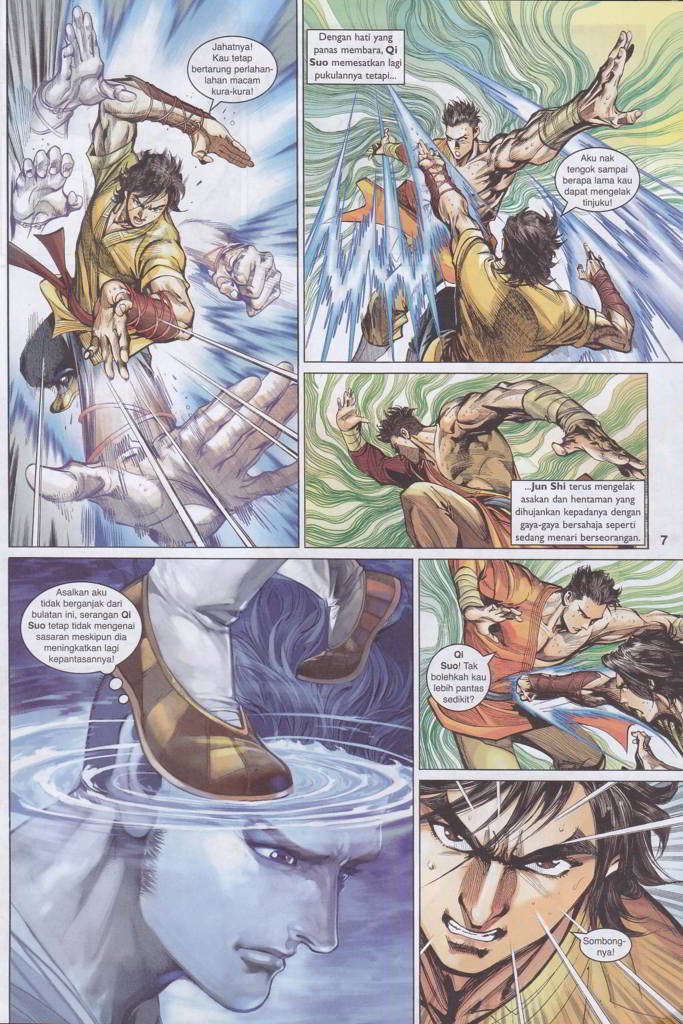 Jahatnya!
Kau tetap
bertarung perlahan-
lahan macam
kura-kura!
Dengan hati yang
panas membara, Qi
Suo memesatkan lagi
pukulannya tetapi...
Aku nak
tengok sampai
berapa lama kau
dapat mengelak
tinjuku!
...Jun Shi terus mengelak
asakan dan hentaman yang
dihujankan kepadanya dengan
gaya-gaya bersahaja seperti
sedang menari berseorangan.
7
Asalkan aku
tidak berganjak dari
bulatan ini, serangan Qi
Suo tetap tidak mengenai
sasaran meskipun dia
meningkatkan lagi
kepantasannya!
Qi
Suo! Tak
bolehkah kau
lebih pantas
sedikit?
Sombong-
nya!